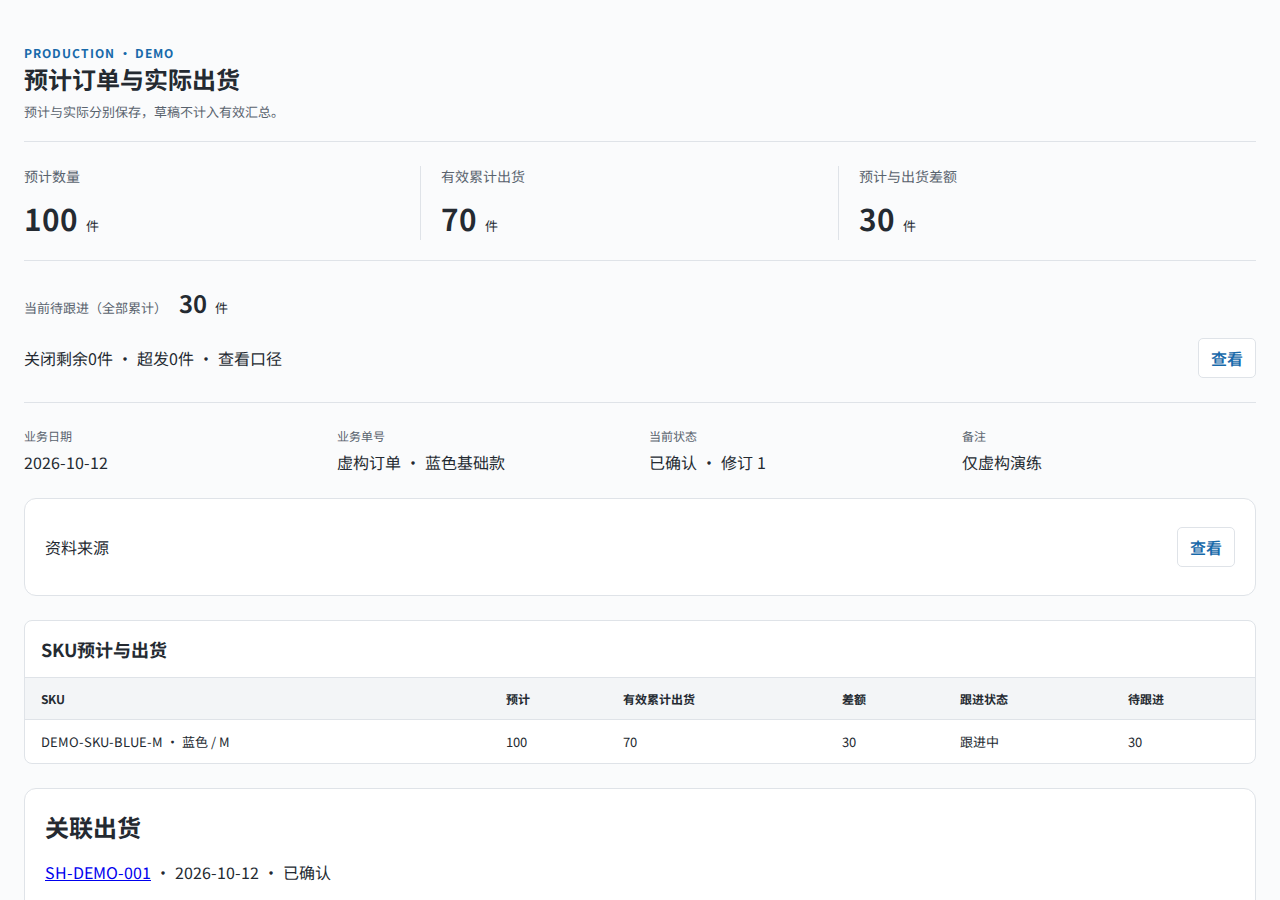 PRODUCTION · DEMO
预计订单与实际出货
预计与实际分别保存，草稿不计入有效汇总。
预计数量
100 件
有效累计出货
70 件
预计与出货差额
30 件
当前待跟进（全部累计） 30 件
关闭剩余0件 · 超发0件 · 查看口径
查看
业务日期
2026-10-12
业务单号
虚构订单 · 蓝色基础款
当前状态
已确认 · 修订 1
备注
仅虚构演练
资料来源
查看
SKU预计与出货
SKU 预计 有效累计出货 差额 跟进状态 待跟进
DEMO-SKU-BLUE-M · 蓝色 / M 100 70 30 跟进中 30
关联出货
SH-DEMO-001 · 2026-10-12 · 已确认